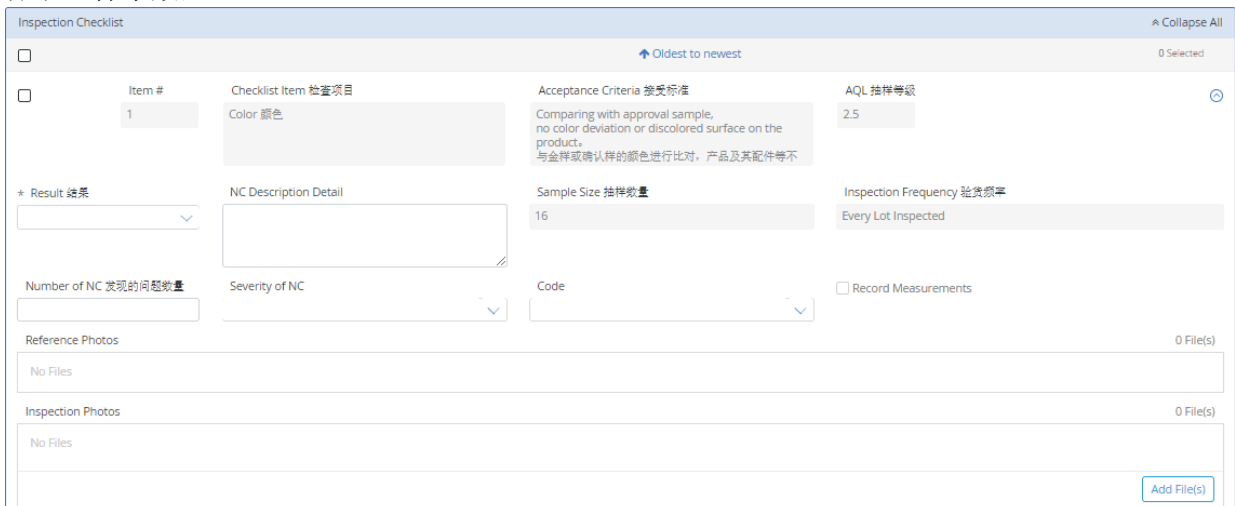 Inspection Checklist
Collapse All
Oldest to newest
0 Selected
Item #
Checklist Item 检查项目
Acceptance Criteria 接受标准
AQL 抽样等级
1
Color 颜色
Comparing with approval sample,
no color deviation or discolored surface on the
product。
与金样或确认样的颜色进行比对，产品及其配件等不
2.5
* Result 结果
NC Description Detail
Sample Size 抽样数量
Inspection Frequency 验货频率
16
Every Lot Inspected
Number of NC 发现的问题数量
Severity of NC
Code
Record Measurements
Reference Photos
0 File(s)
No Files
Inspection Photos
0 File(s)
No Files
Add File(s)